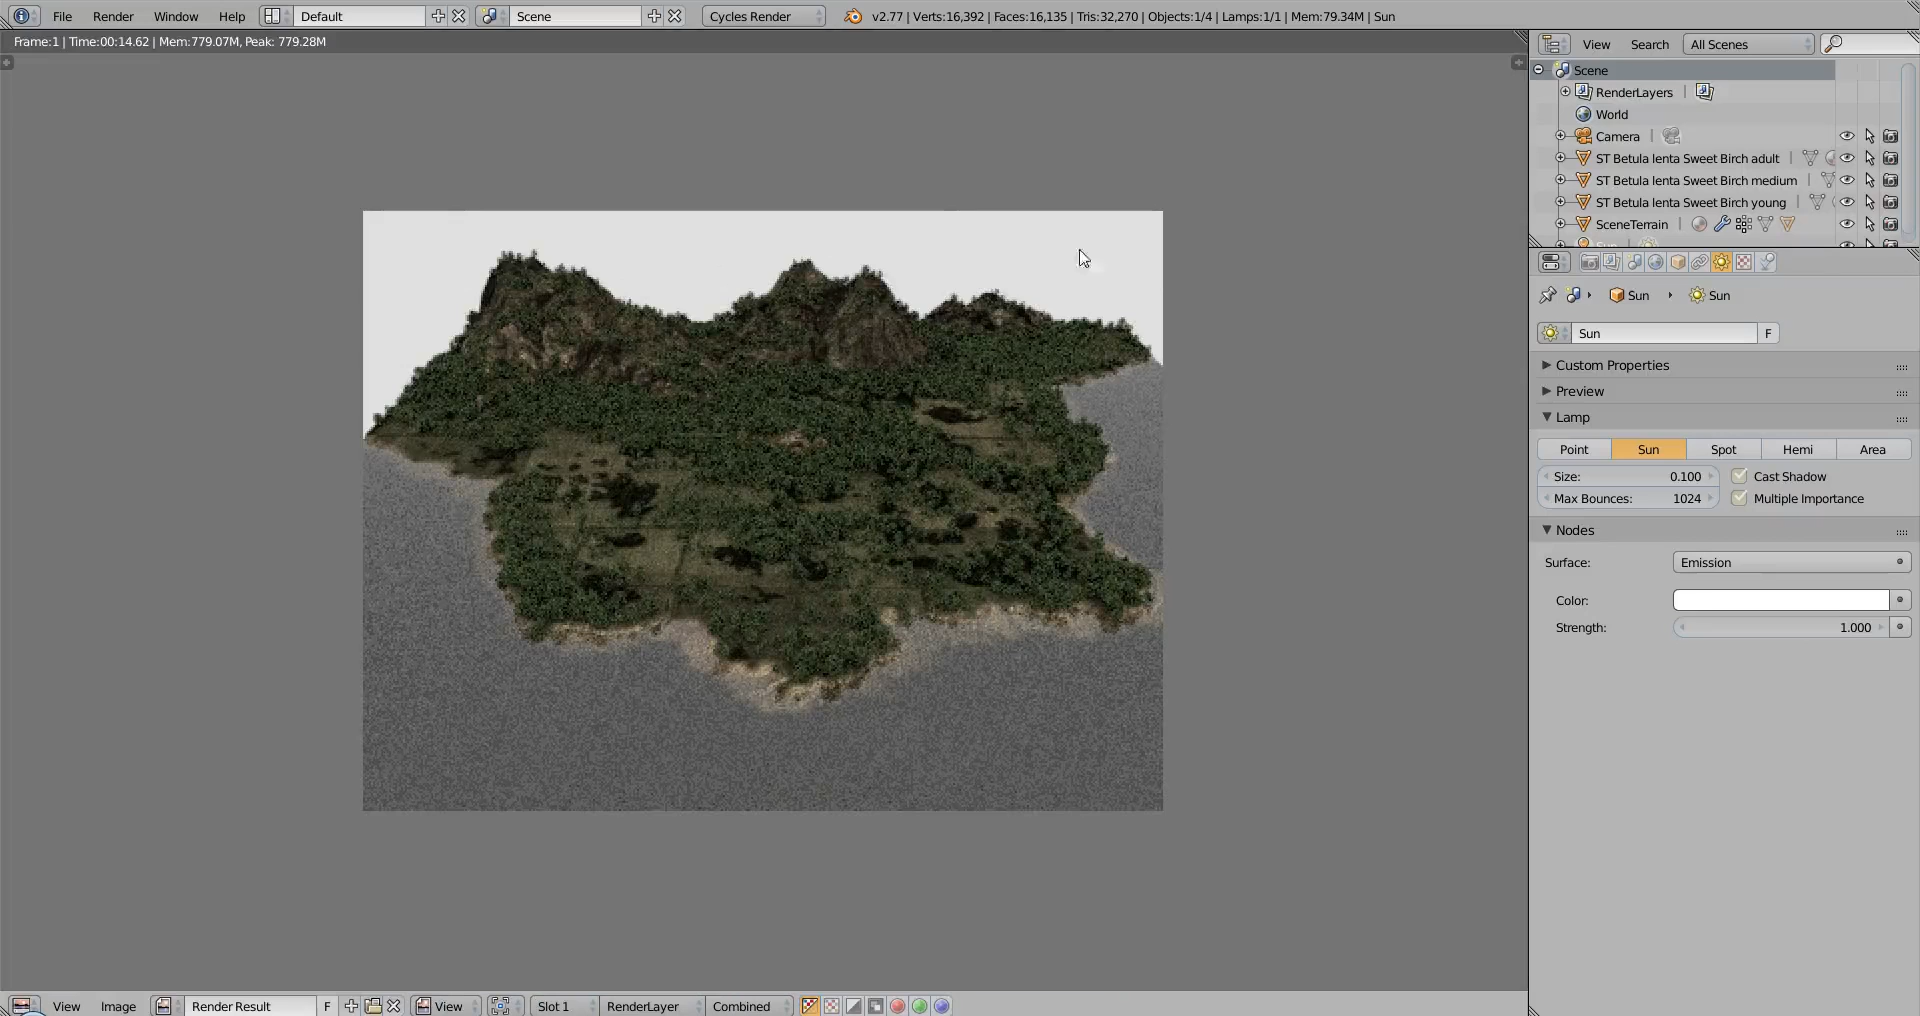 File Render Window Help Default Scene Cycles Render v2.77 | Verts:16,392 | Faces:16,135 | Tris:32,270 | Objects:1/4 | Lamps:1/1 | Mem:79.34M | Sun
Frame:1 | Time:00:14.62 | Mem:779.07M, Peak: 779.28M
View Search All Scenes
Scene
RenderLayers
World
Camera
ST Betula lenta Sweet Birch adult
ST Betula lenta Sweet Birch medium
ST Betula lenta Sweet Birch young
SceneTerrain
Sun Sun
Sun F
Custom Properties
Preview
Lamp
Point Sun Spot Hemi Area
Size: 0.100 Cast Shadow
Max Bounces: 1024 Multiple Importance
Nodes
Surface: Emission
Color:
Strength: 1.000
View Image Render Result F View Slot 1 RenderLayer Combined